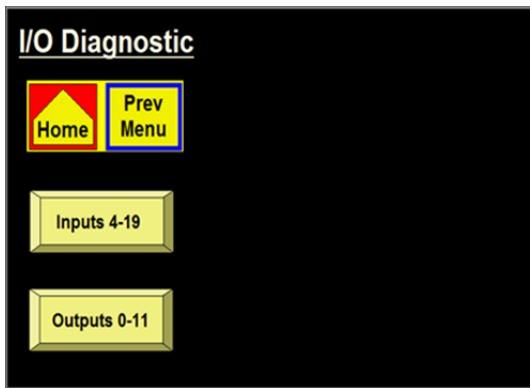 I/O Diagnostic
Home
Prev
Menu
Inputs 4-19
Outputs 0-11